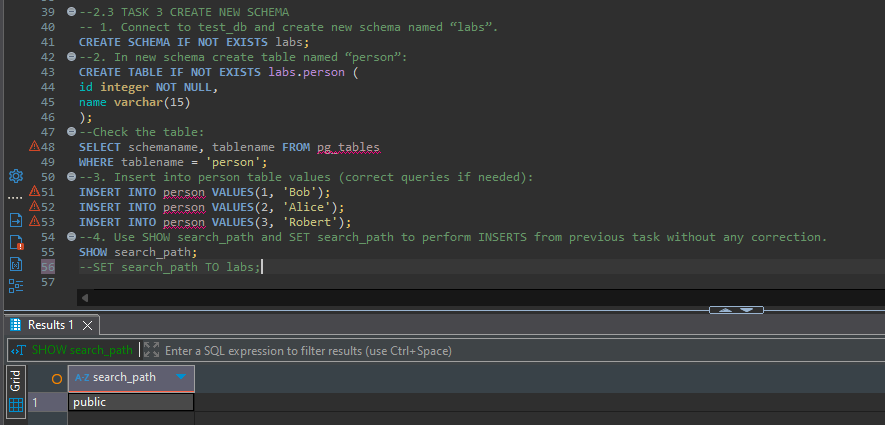 39 --2.3 TASK 3 CREATE NEW SCHEMA
40 -- 1. Connect to test_db and create new schema named “labs”.
41 CREATE SCHEMA IF NOT EXISTS labs;
42 --2. In new schema create table named “person”:
43 CREATE TABLE IF NOT EXISTS labs.person (
44 id integer NOT NULL,
45 name varchar(15)
46 );
47 --Check the table:
48 SELECT schemaname, tablename FROM pg_tables
49 WHERE tablename = 'person';
50 --3. Insert into person table values (correct queries if needed):
51 INSERT INTO person VALUES(1, 'Bob');
52 INSERT INTO person VALUES(2, 'Alice');
53 INSERT INTO person VALUES(3, 'Robert');
54 --4. Use SHOW search_path and SET search_path to perform INSERTS from previous task without any correction.
55 SHOW search_path;
56 --SET search_path TO labs;
57
Results 1
SHOW search_path Enter a SQL expression to filter results (use Ctrl+Space)
Grid
A-Z search_path
1 public